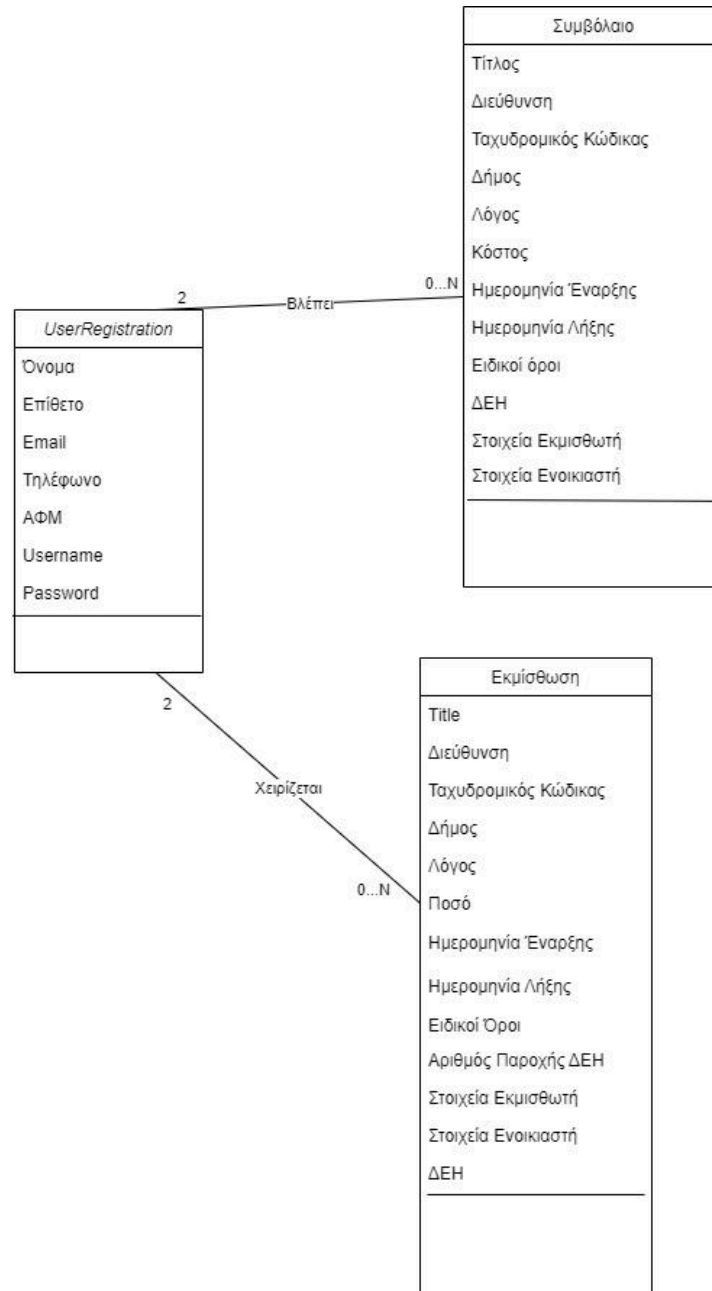 Συμβόλαιο
Τίτλος
Διεύθυνση
Ταχυδρομικός Κώδικας
Δήμος
Λόγος
Κόστος
Ημερομηνία Έναρξης
Ημερομηνία Λήξης
Ειδικοί όροι
ΔΕΗ
Στοιχεία Εκμισθωτή
Στοιχεία Ενοικιαστή
2
Βλέπει
0...N
UserRegistration
Όνομα
Επίθετο
Email
Τηλέφωνο
ΑΦΜ
Username
Password
2
Χειρίζεται
0...N
Εκμίσθωση
Title
Διεύθυνση
Ταχυδρομικός Κώδικας
Δήμος
Λόγος
Ποσό
Ημερομηνία Έναρξης
Ημερομηνία Λήξης
Ειδικοί Όροι
Αριθμός Παροχής ΔΕΗ
Στοιχεία Εκμισθωτή
Στοιχεία Ενοικιαστή
ΔΕΗ